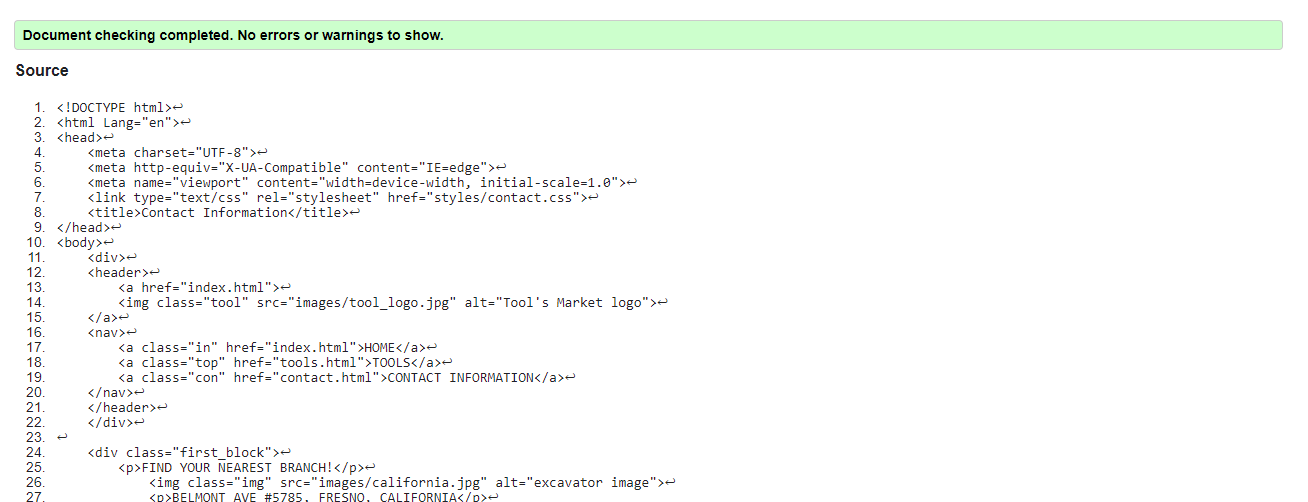 Document checking completed. No errors or warnings to show.
Source
1. <!DOCTYPE html>↩
2. <html Lang="en">↩
3. <head>↩
4.     <meta charset="UTF-8">↩
5.     <meta http-equiv="X-UA-Compatible" content="IE=edge">↩
6.     <meta name="viewport" content="width=device-width, initial-scale=1.0">↩
7.     <link type="text/css" rel="stylesheet" href="styles/contact.css">↩
8.     <title>Contact Information</title>↩
9. </head>↩
10. <body>↩
11.     <div>↩
12.     <header>↩
13.         <a href="index.html">↩
14.         <img class="tool" src="images/tool_logo.jpg" alt="Tool's Market logo">↩
15.     </a>↩
16.     <nav>↩
17.         <a class="in" href="index.html">HOME</a>↩
18.         <a class="top" href="tools.html">TOOLS</a>↩
19.         <a class="con" href="contact.html">CONTACT INFORMATION</a>↩
20.     </nav>↩
21.     </header>↩
22.     </div>↩
23. ↩
24.     <div class="first_block">↩
25.         <p>FIND YOUR NEAREST BRANCH!</p>↩
26.             <img class="img" src="images/california.jpg" alt="excavator image">↩
27.             <p>BELMONT AVE #5785, FRESNO, CALIFORNIA</p>↩